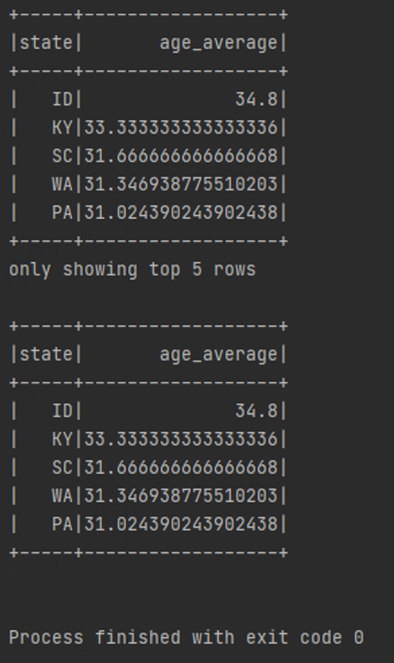 +-----+------------------+
|state|       age_average|
+-----+------------------+
|   ID|              34.8|
|   KY|33.333333333333336|
|   SC|31.666666666666668|
|   WA|31.346938775510203|
|   PA|31.024390243902438|
+-----+------------------+
only showing top 5 rows

+-----+------------------+
|state|       age_average|
+-----+------------------+
|   ID|              34.8|
|   KY|33.333333333333336|
|   SC|31.666666666666668|
|   WA|31.346938775510203|
|   PA|31.024390243902438|
+-----+------------------+

Process finished with exit code 0